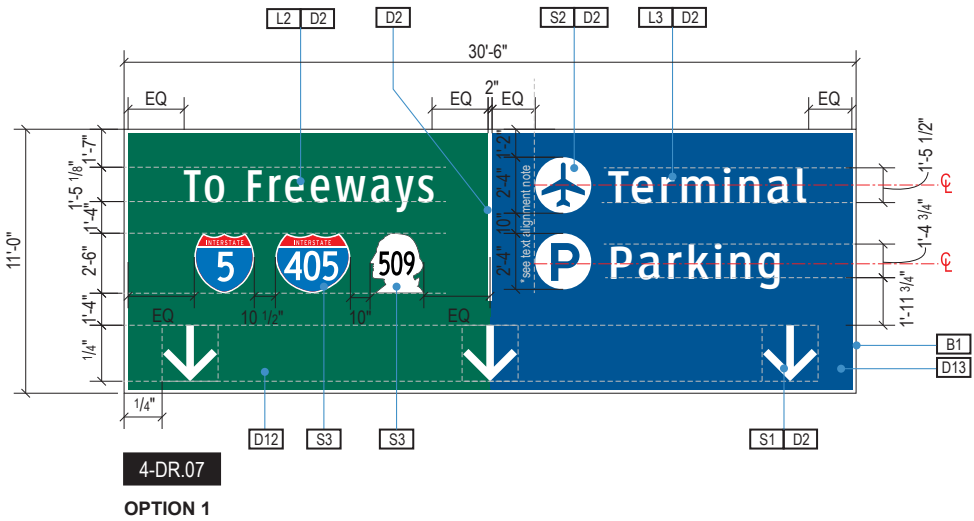 L2 D2 D2 S2 D2 L3 D2
30'-6"
2"
EQ EQ EQ EQ
11'-0"
1'-7"
1'-5 1/8"
1'-4"
2'-6"
1'-4"
1/4"
1/4"
To Freeways
INTERSTATE
5
INTERSTATE
405
509
EQ 10 1/2" 10" EQ
1'-2"
2'-4"
10"
2'-4"
*see text alignment note
Terminal
P Parking
1'-5 1/2"
CL
1'-4 3/4"
CL
1'-11 3/4"
B1
D13
D12 S3 S3 S1 D2
4-DR.07
OPTION 1